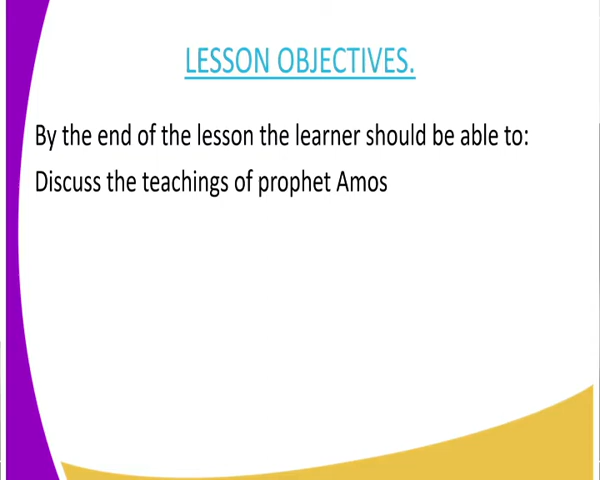 LESSON OBJECTIVES.
By the end of the lesson the learner should be able to:
Discuss the teachings of prophet Amos